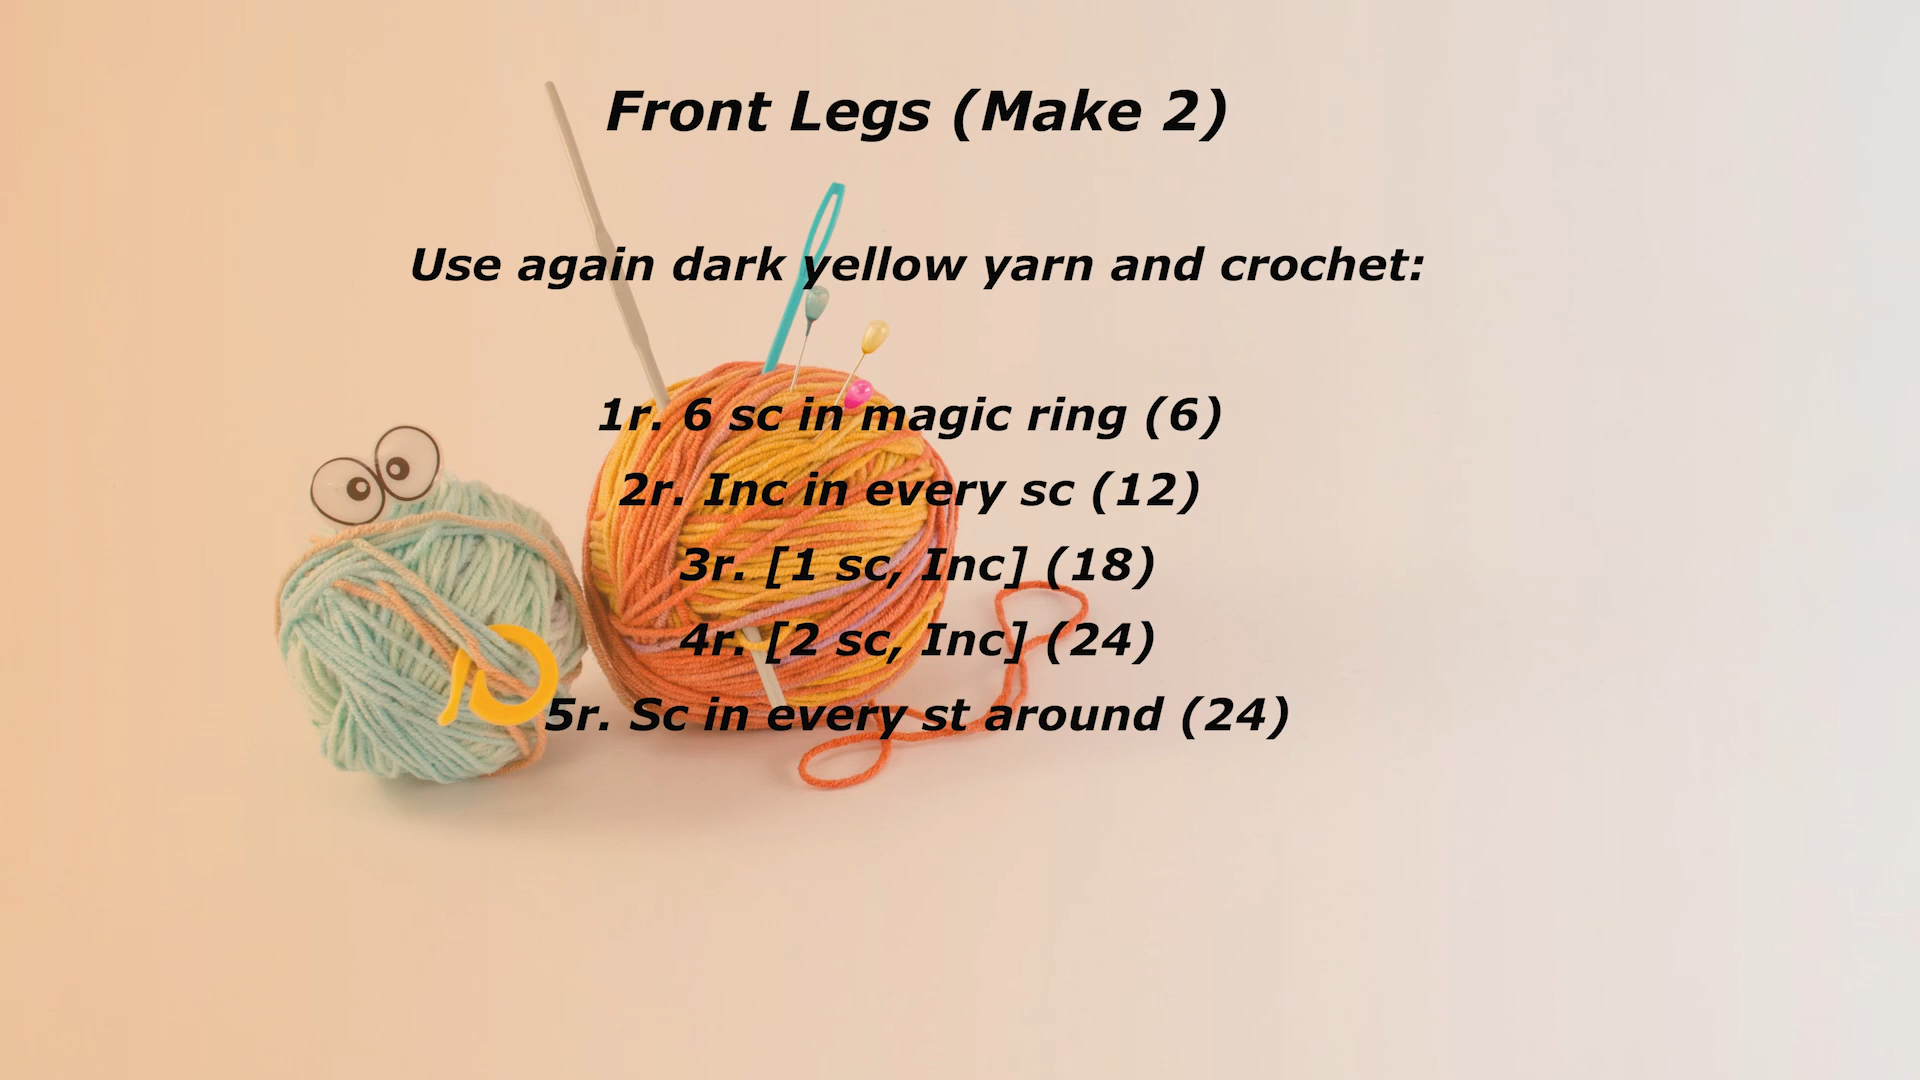 Front Legs (Make 2)
Use again dark yellow yarn and crochet:
1r. 6 sc in magic ring (6)
2r. Inc in every sc (12)
3r. [1 sc, Inc] (18)
4r. [2 sc, Inc] (24)
5r. Sc in every st around (24)